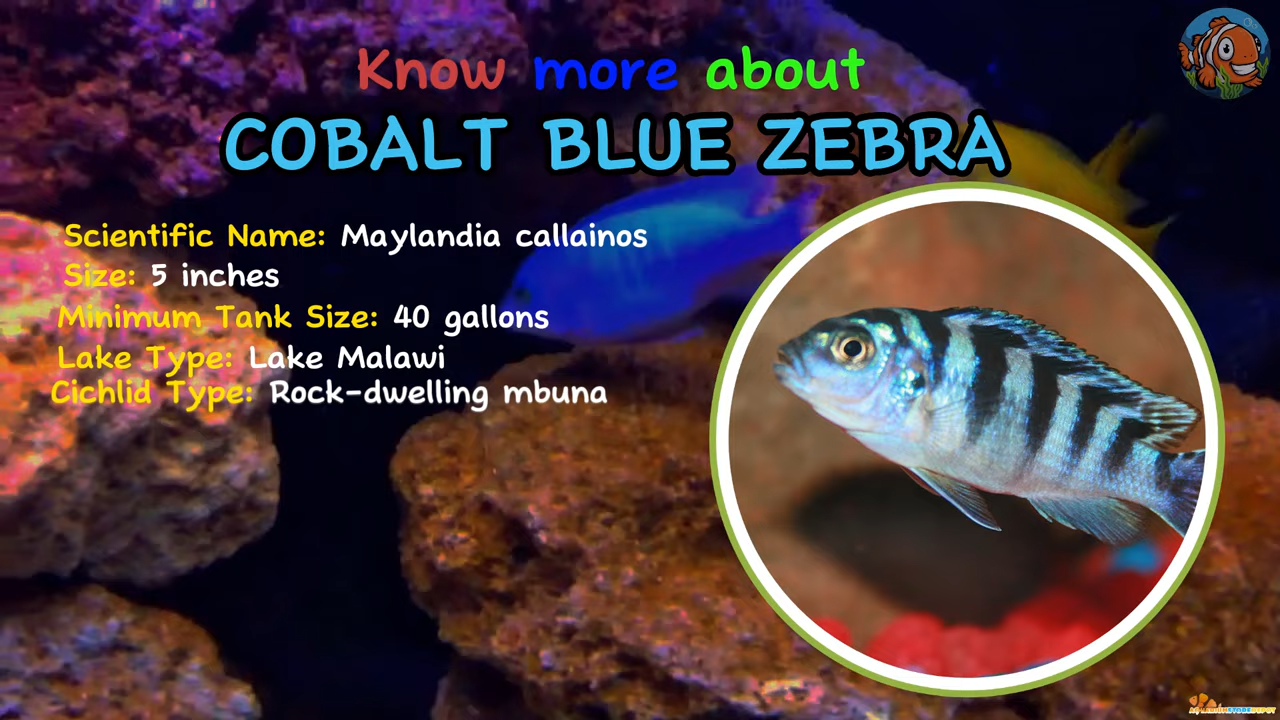 Know more about
COBALT BLUE ZEBRA
Scientific Name: Maylandia callainos
Size: 5 inches
Minimum Tank Size: 40 gallons
Lake Type: Lake Malawi
Cichlid Type: Rock-dwelling mbuna
AQUARIUMSTOREDEPOT